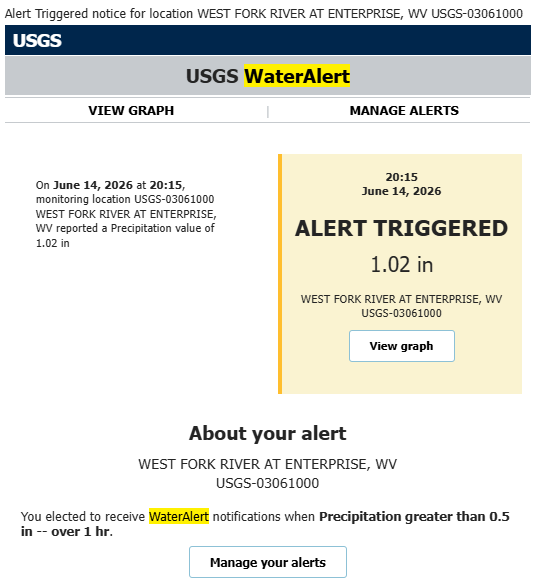 Alert Triggered notice for location WEST FORK RIVER AT ENTERPRISE, WV USGS-03061000
USGS
USGS WaterAlert
VIEW GRAPH | MANAGE ALERTS
On June 14, 2026 at 20:15,
monitoring location USGS-03061000
WEST FORK RIVER AT ENTERPRISE,
WV reported a Precipitation value of
1.02 in
20:15
June 14, 2026
ALERT TRIGGERED
1.02 in
WEST FORK RIVER AT ENTERPRISE, WV
USGS-03061000
View graph
About your alert
WEST FORK RIVER AT ENTERPRISE, WV
USGS-03061000
You elected to receive WaterAlert notifications when Precipitation greater than 0.5
in -- over 1 hr.
Manage your alerts